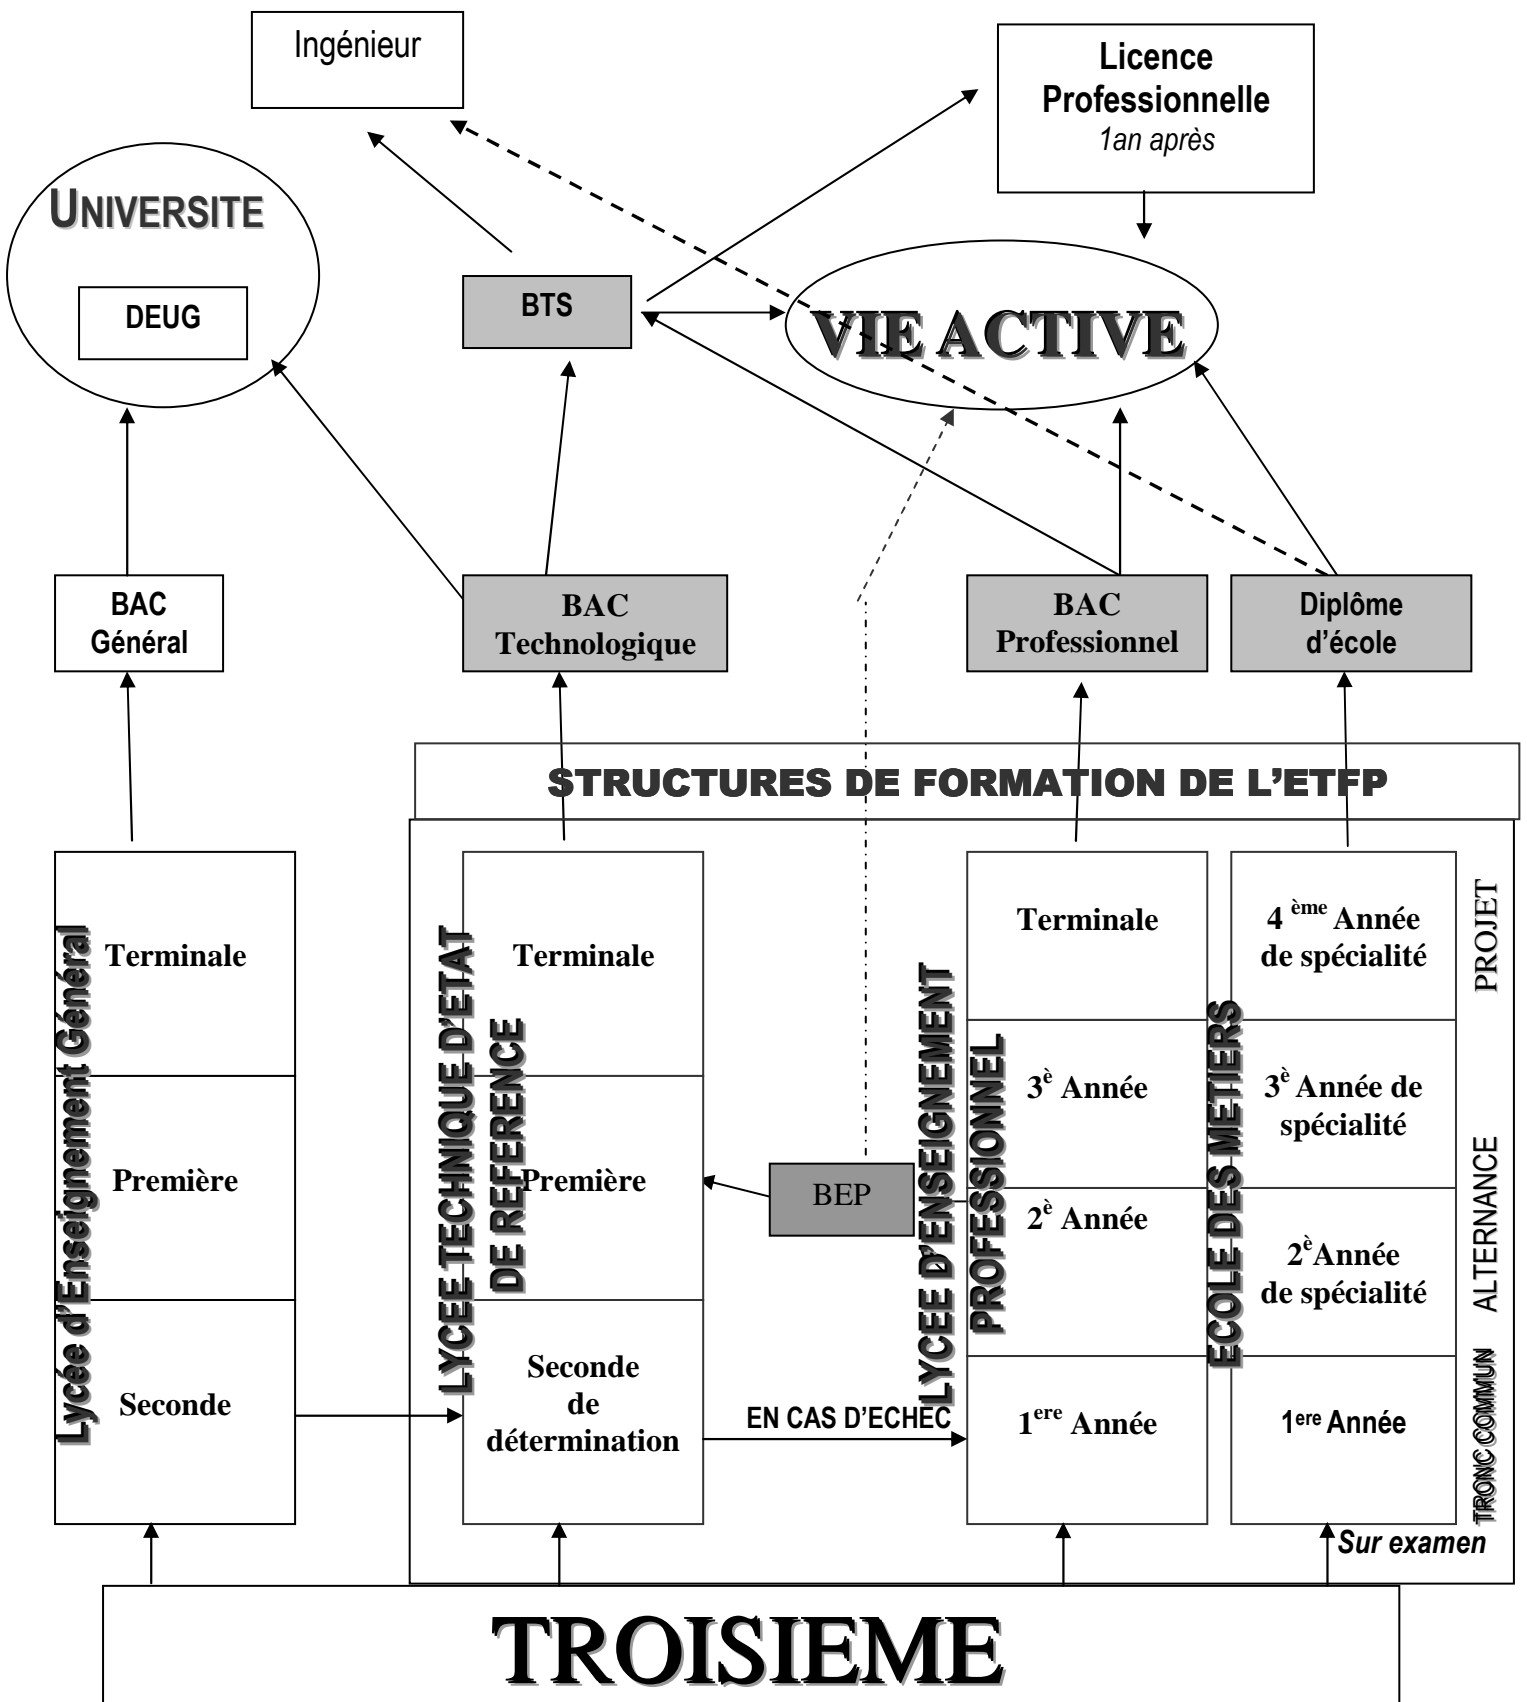 Ingénieur
Licence
Professionnelle
1an après
UNIVERSITE
DEUG
BTS
VIE ACTIVE
BAC
Général
BAC
Technologique
BAC
Professionnel
Diplôme
d'école
STRUCTURES DE FORMATION DE L'ETFP
Lycée d'Enseignement Général
Terminale
Première
Seconde
LYCEE TECHNIQUE D'ETAT
DE REFERENCE
Terminale
Première
Seconde
de
détermination
BEP
EN CAS D'ECHEC
LYCEE D'ENSEIGNEMENT
PROFESSIONNEL
Terminale
3è Année
2è Année
1ere Année
ECOLE DES METIERS
4 ème Année
de spécialité
3è Année de
spécialité
2èAnnée
de spécialité
1ere Année
PROJET
ALTERNANCE
TRONC COMMUN
Sur examen
TROISIEME